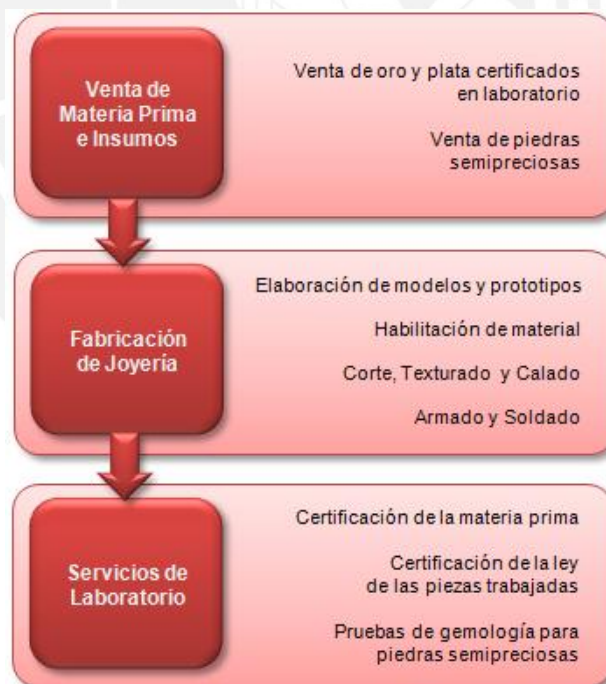 Venta de
Materia Prima
e Insumos
Venta de oro y plata certificados
en laboratorio
Venta de piedras
semipreciosas
Fabricación
de Joyería
Elaboración de modelos y prototipos
Habilitación de material
Corte, Texturado y Calado
Armado y Soldado
Servicios de
Laboratorio
Certificación de la materia prima
Certificación de la ley
de las piezas trabajadas
Pruebas de gemología para
piedras semipreciosas